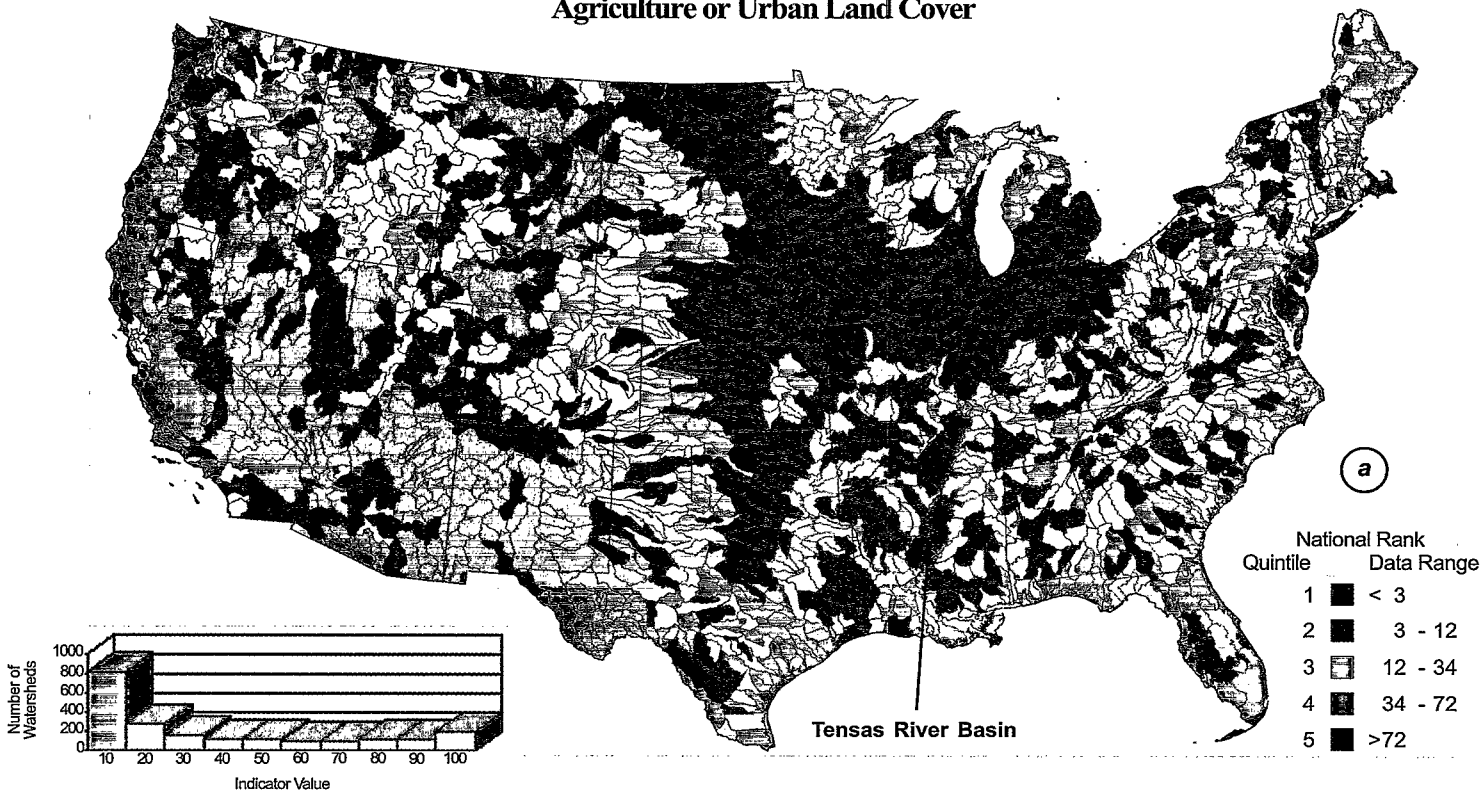 Agriculture or Urban Land Cover
a
National Rank
Quintile Data Range
1 < 3
2 3 - 12
3 12 - 34
4 34 - 72
5 >72
Tensas River Basin
Number of
Watersheds
1000
800
600
400
200
0
10 20 30 40 50 60 70 80 90 100
Indicator Value